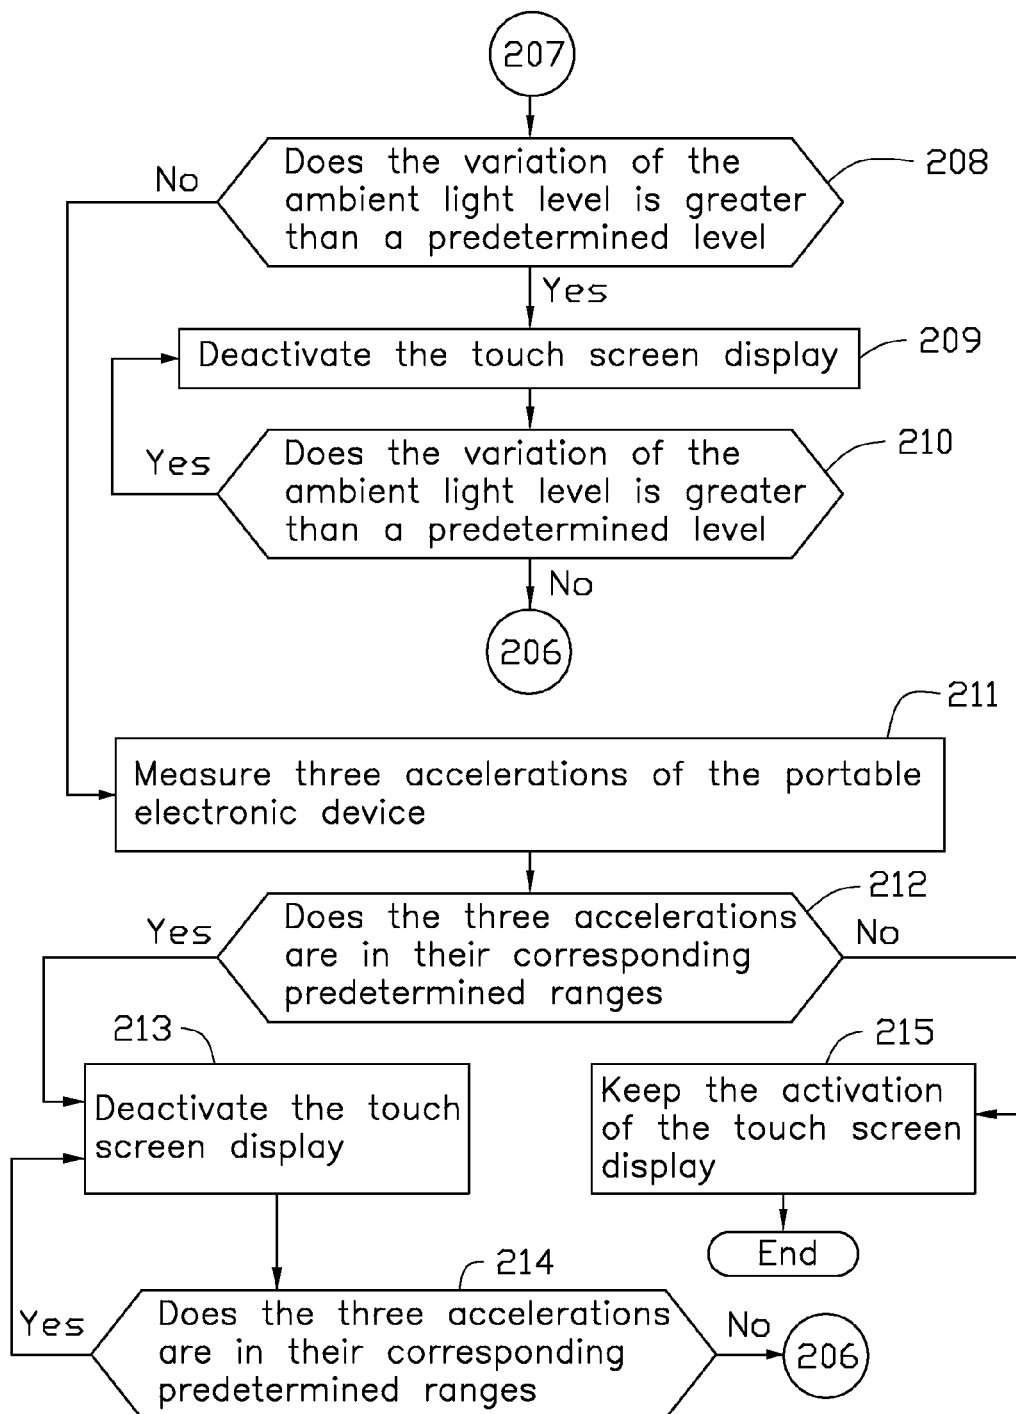 207
No
Does the variation of the
ambient light level is greater
than a predetermined level
208
Yes
Deactivate the touch screen display
209
Yes
Does the variation of the
ambient light level is greater
than a predetermined level
210
No
206
211
Measure three accelerations of the portable
electronic device
212
Yes
Does the three accelerations
are in their corresponding
predetermined ranges
No
213
Deactivate the touch
screen display
215
Keep the activation
of the touch screen
display
End
214
Yes
Does the three accelerations
are in their corresponding
predetermined ranges
No
206